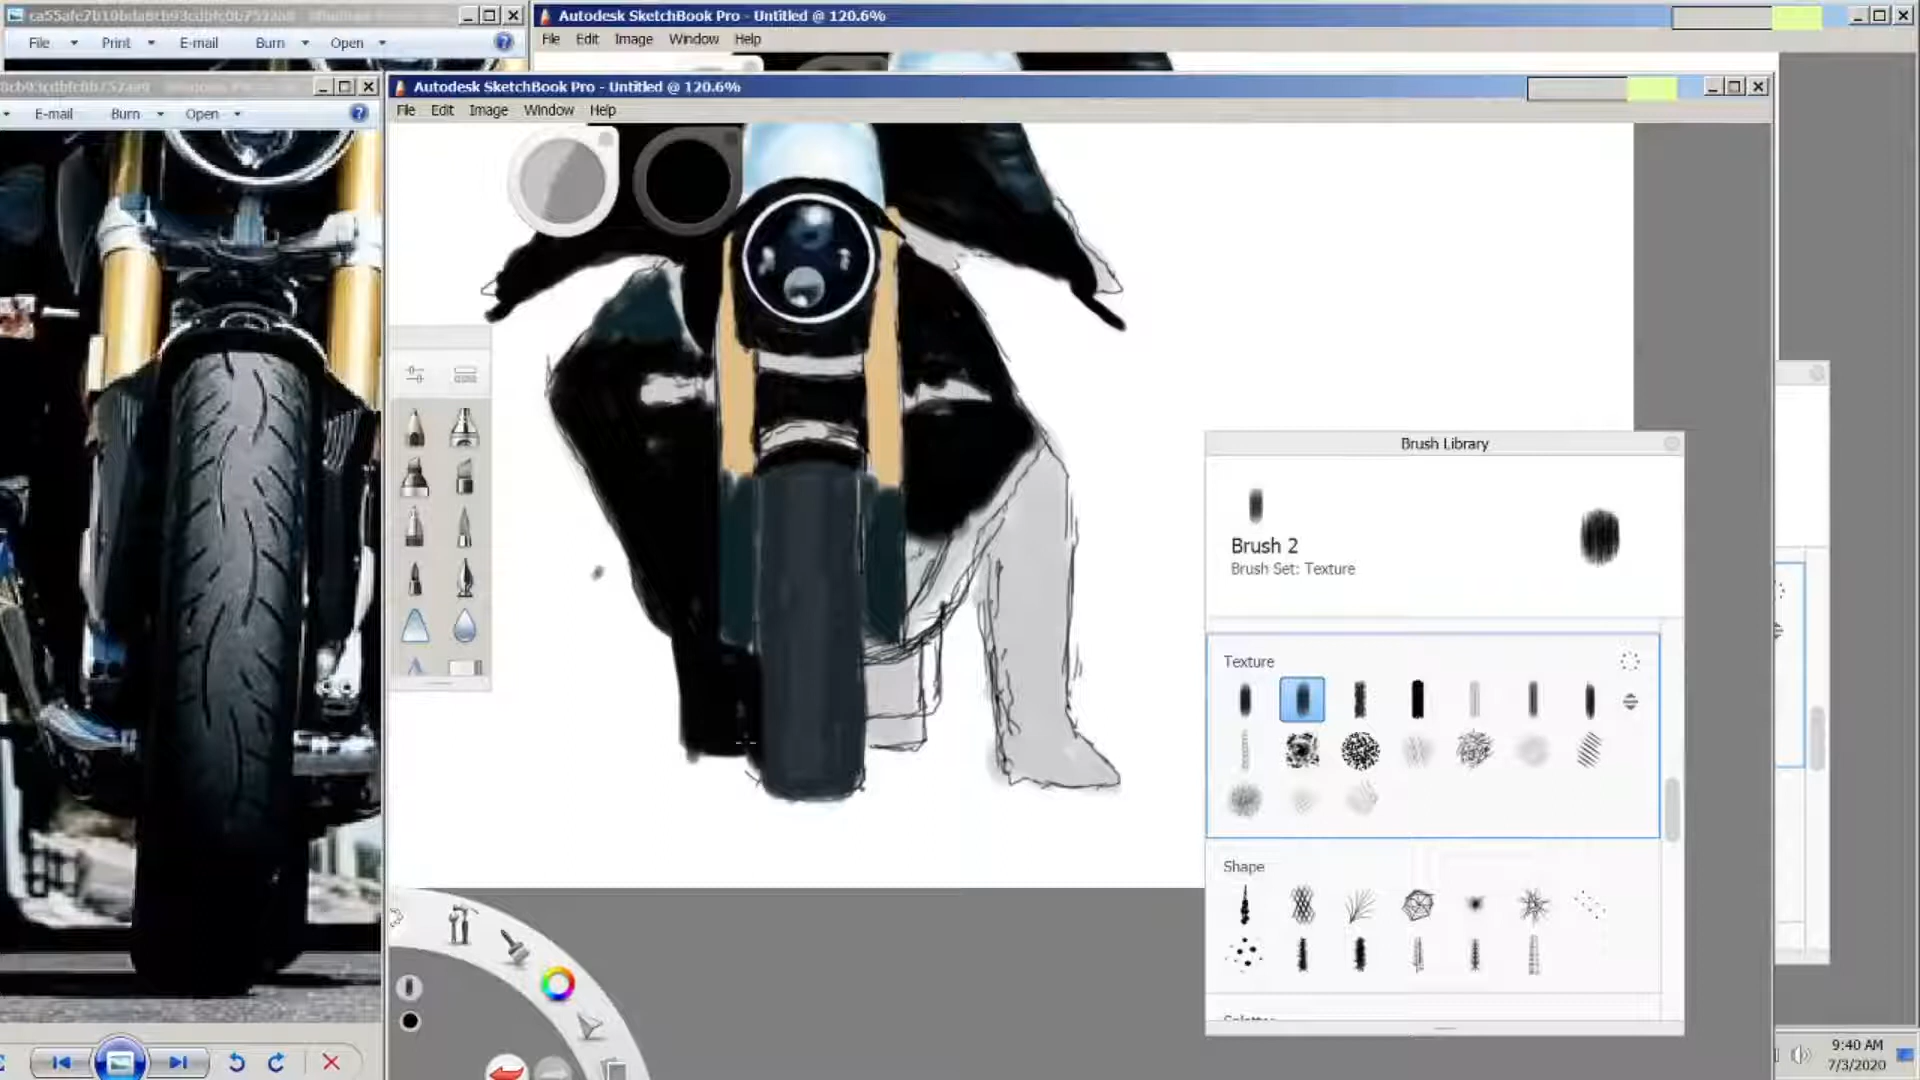 Autodesk SketchBook Pro - Untitled @ 120.6%
File Print E-mail Burn Open
File Edit Image Window Help
Autodesk SketchBook Pro - Untitled @ 120.6%
E-mail Burn Open
File Edit Image Window Help
Brush Library
Brush 2
Brush Set: Texture
Texture
Shape
9:40 AM
7/3/2020